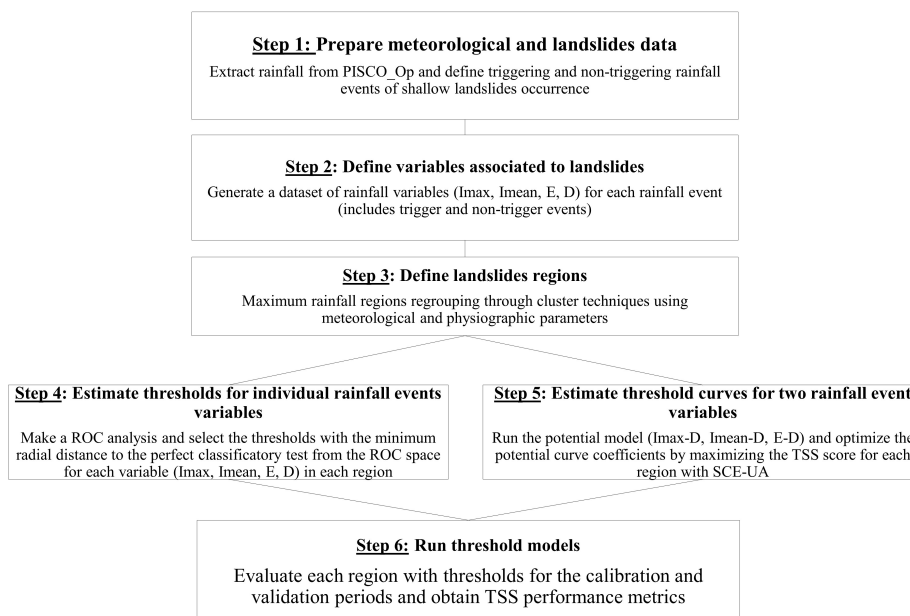 Step 1: Prepare meteorological and landslides data
Extract rainfall from PISCO_Op and define triggering and non-triggering rainfall
events of shallow landslides occurrence
Step 2: Define variables associated to landslides
Generate a dataset of rainfall variables (Imax, Imean, E, D) for each rainfall event
(includes trigger and non-trigger events)
Step 3: Define landslides regions
Maximum rainfall regions regrouping through cluster techniques using
meteorological and physiographic parameters
Step 4: Estimate thresholds for individual rainfall events
variables
Make a ROC analysis and select the thresholds with the minimum
radial distance to the perfect classificatory test from the ROC space
for each variable (Imax, Imean, E, D) in each region
Step 5: Estimate threshold curves for two rainfall event
variables
Run the potential model (Imax-D, Imean-D, E-D) and optimize the
potential curve coefficients by maximizing the TSS score for each
region with SCE-UA
Step 6: Run threshold models
Evaluate each region with thresholds for the calibration and
validation periods and obtain TSS performance metrics